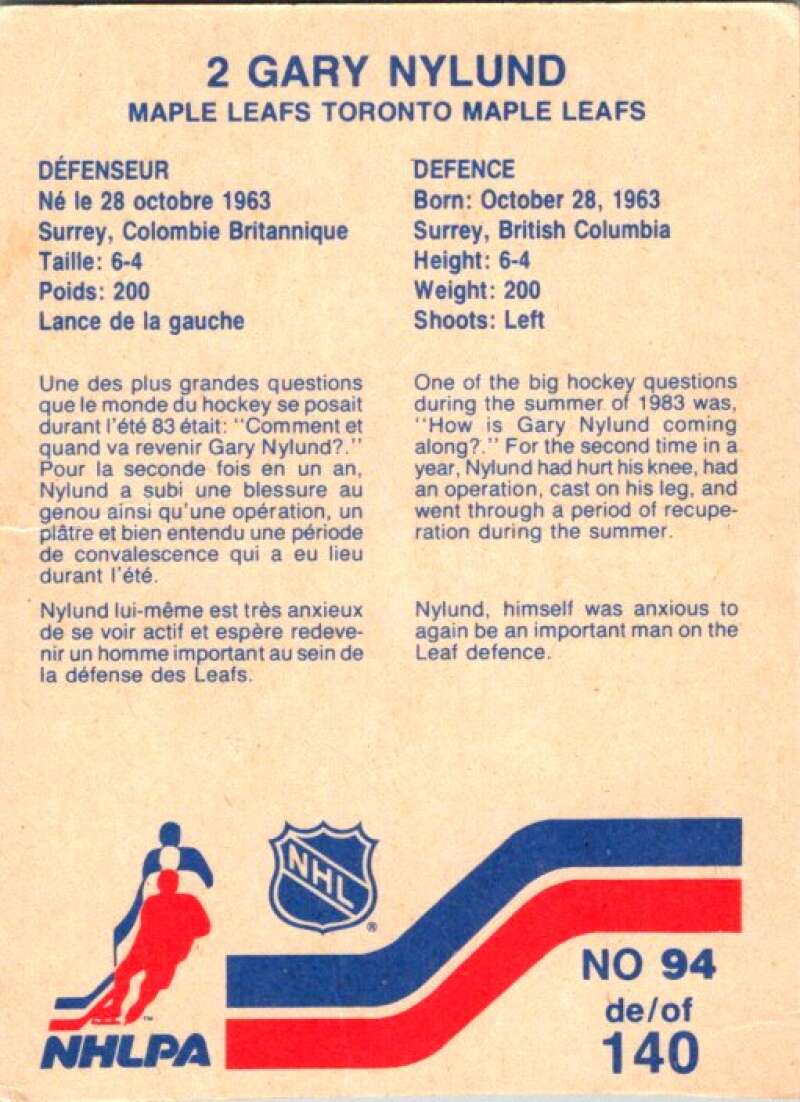 2 GARY NYLUND
MAPLE LEAFS TORONTO MAPLE LEAFS
DÉFENSEUR
Né le 28 octobre 1963
Surrey, Colombie Britannique
Taille: 6-4
Poids: 200
Lance de la gauche
Une des plus grandes questions
que le monde du hockey se posait
durant l'été 83 était: "Comment et
quand va revenir Gary Nylund?."
Pour la seconde fois en un an,
Nylund a subi une blessure au
genou ainsi qu'une opération, un
plâtre et bien entendu une période
de convalescence qui a eu lieu
durant l'été.
Nylund lui-même est très anxieux
de se voir actif et espère redeve-
nir un homme important au sein de
la défense des Leafs.
DEFENCE
Born: October 28, 1963
Surrey, British Columbia
Height: 6-4
Weight: 200
Shoots: Left
One of the big hockey questions
during the summer of 1983 was,
"How is Gary Nylund coming
along?." For the second time in a
year, Nylund had hurt his knee, had
an operation, cast on his leg, and
went through a period of recupe-
ration during the summer.
Nylund, himself was anxious to
again be an important man on the
Leaf defence.
NHL
®
™
NHLPA
NO 94
de/of
140